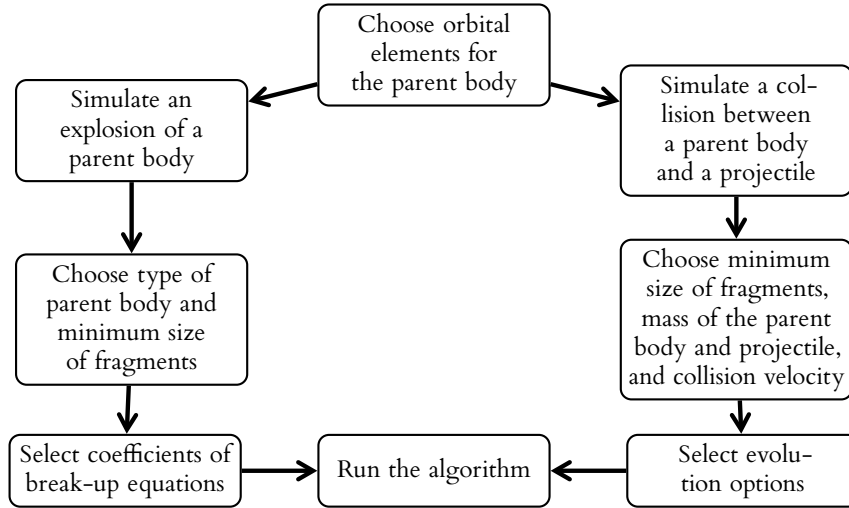 Choose orbital
elements for
the parent body
Simulate an
explosion of a
parent body
Simulate a col-
lision between
a parent body
and a projectile
Choose type of
parent body and
minimum size
of fragments
Choose minimum
size of fragments,
mass of the parent
body and projectile,
and collision velocity
Select coefficients of
break-up equations
Run the algorithm
Select evolu-
tion options